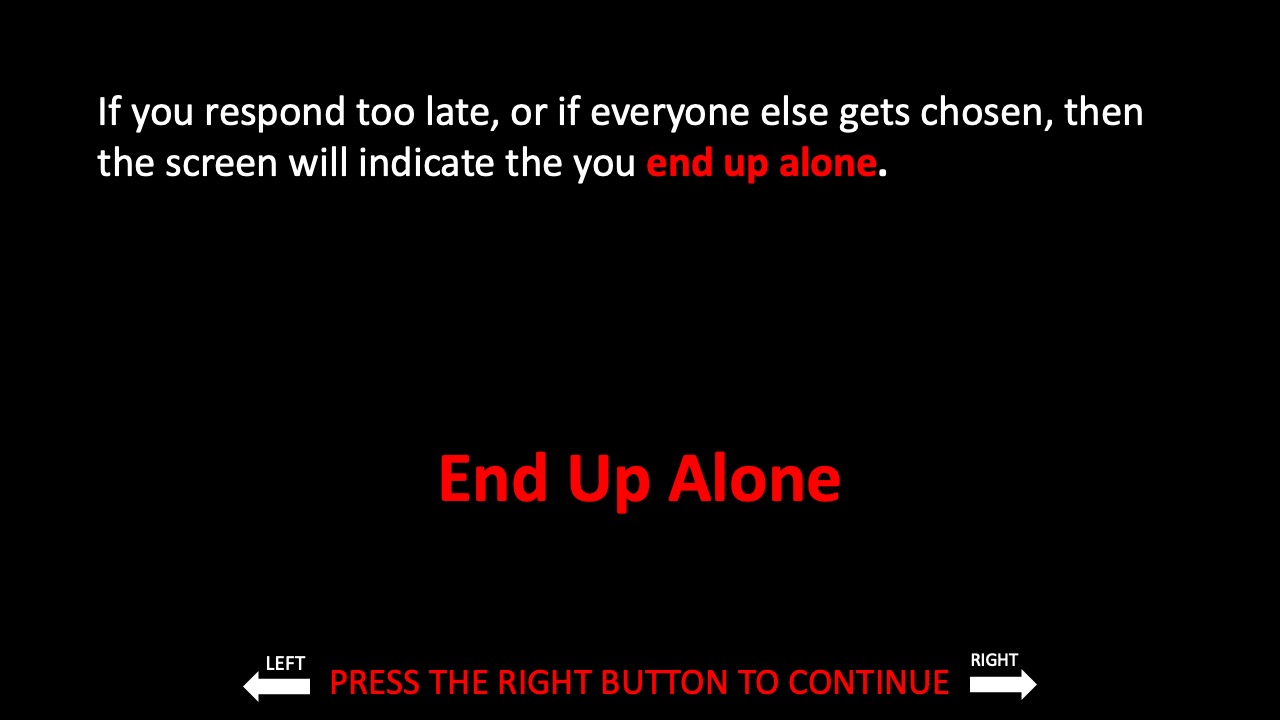 If you respond too late, or if everyone else gets chosen, then
the screen will indicate the you end up alone.
End Up Alone
LEFT
PRESS THE RIGHT BUTTON TO CONTINUE
RIGHT